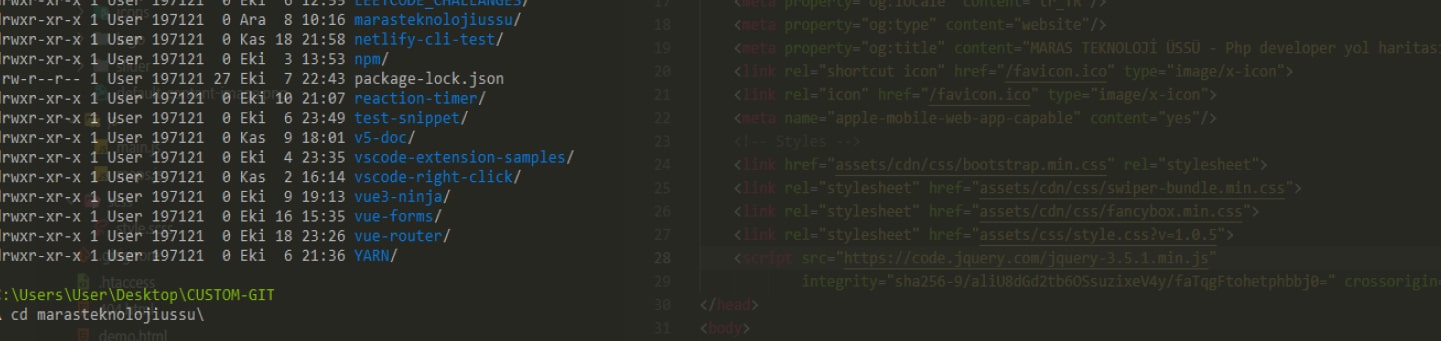 drwxr-xr-x 1 User 197121  0 Eki  6 12:55 LEETCODE_CHALLANGES/
drwxr-xr-x 1 User 197121  0 Ara  8 10:16 marasteknolojiussu/
drwxr-xr-x 1 User 197121  0 Kas 18 21:58 netlify-cli-test/
drwxr-xr-x 1 User 197121  0 Eki  3 13:53 npm/
-rw-r--r-- 1 User 197121 27 Eki  7 22:43 package-lock.json
drwxr-xr-x 1 User 197121  0 Eki 10 21:07 reaction-timer/
drwxr-xr-x 1 User 197121  0 Eki  6 23:49 test-snippet/
drwxr-xr-x 1 User 197121  0 Kas  9 18:01 v5-doc/
drwxr-xr-x 1 User 197121  0 Eki  4 23:35 vscode-extension-samples/
drwxr-xr-x 1 User 197121  0 Kas  2 16:14 vscode-right-click/
drwxr-xr-x 1 User 197121  0 Eki  9 19:13 vue3-ninja/
drwxr-xr-x 1 User 197121  0 Eki 16 15:35 vue-forms/
drwxr-xr-x 1 User 197121  0 Eki 18 23:26 vue-router/
drwxr-xr-x 1 User 197121  0 Eki  6 21:36 YARN/
.htaccess
C:\Users\User\Desktop\CUSTOM-GIT
cd marasteknolojiussu\
demo.html
17 <meta property="og:locale" content="tr_TR"/>
18 <meta property="og:type" content="website"/>
19 <meta property="og:title" content="MARAS TEKNOLOJİ ÜSSÜ - Php developer yol haritas
20 <link rel="shortcut icon" href="/favicon.ico" type="image/x-icon">
21 <link rel="icon" href="/favicon.ico" type="image/x-icon">
22 <meta name="apple-mobile-web-app-capable" content="yes"/>
23 <!-- Styles -->
24 <link href="assets/cdn/css/bootstrap.min.css" rel="stylesheet">
25 <link rel="stylesheet" href="assets/cdn/css/swiper-bundle.min.css">
26 <link rel="stylesheet" href="assets/cdn/css/fancybox.min.css">
27 <link rel="stylesheet" href="assets/css/style.css?v=1.0.5">
28 <script src="https://code.jquery.com/jquery-3.5.1.min.js"
29 integrity="sha256-9/aliU8dGd2tb6OSsuzixeV4y/faTqgFtohetphbbj0=" crossorigin=
30 </head>
31 <body>